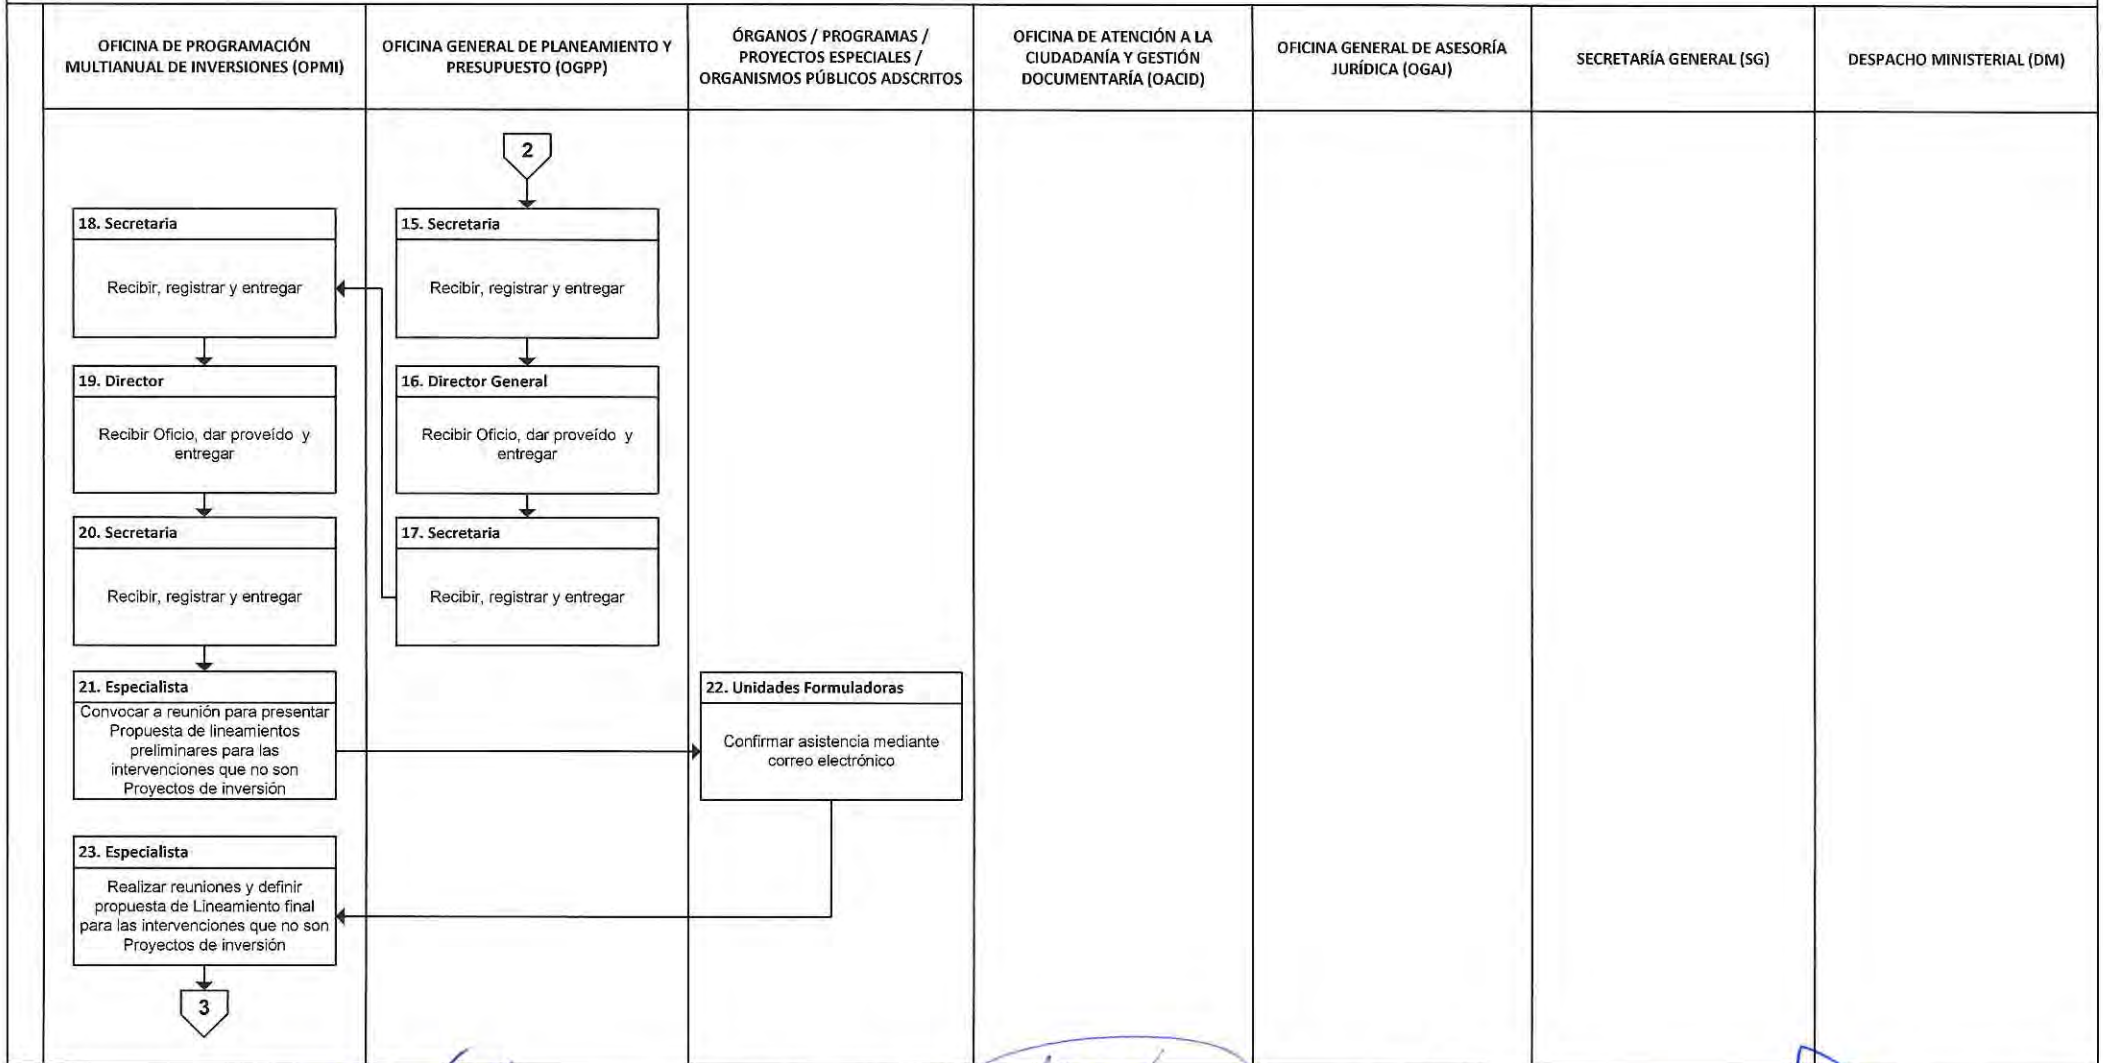 OFICINA DE PROGRAMACIÓN
MULTIANUAL DE INVERSIONES (OPMI)
OFICINA GENERAL DE PLANEAMIENTO Y
PRESUPUESTO (OGPP)
ÓRGANOS / PROGRAMAS /
PROYECTOS ESPECIALES /
ORGANISMOS PÚBLICOS ADSCRITOS
OFICINA DE ATENCIÓN A LA
CIUDADANÍA Y GESTIÓN
DOCUMENTARÍA (OACID)
OFICINA GENERAL DE ASESORÍA
JURÍDICA (OGAJ)
SECRETARÍA GENERAL (SG)
DESPACHO MINISTERIAL (DM)
2
15. Secretaria
Recibir, registrar y entregar
16. Director General
Recibir Oficio, dar proveído y
entregar
17. Secretaria
Recibir, registrar y entregar
18. Secretaria
Recibir, registrar y entregar
19. Director
Recibir Oficio, dar proveído y
entregar
20. Secretaria
Recibir, registrar y entregar
21. Especialista
Convocar a reunión para presentar
Propuesta de lineamientos
preliminares para las
intervenciones que no son
Proyectos de inversión
22. Unidades Formuladoras
Confirmar asistencia mediante
correo electrónico
23. Especialista
Realizar reuniones y definir
propuesta de Lineamiento final
para las intervenciones que no son
Proyectos de inversión
3